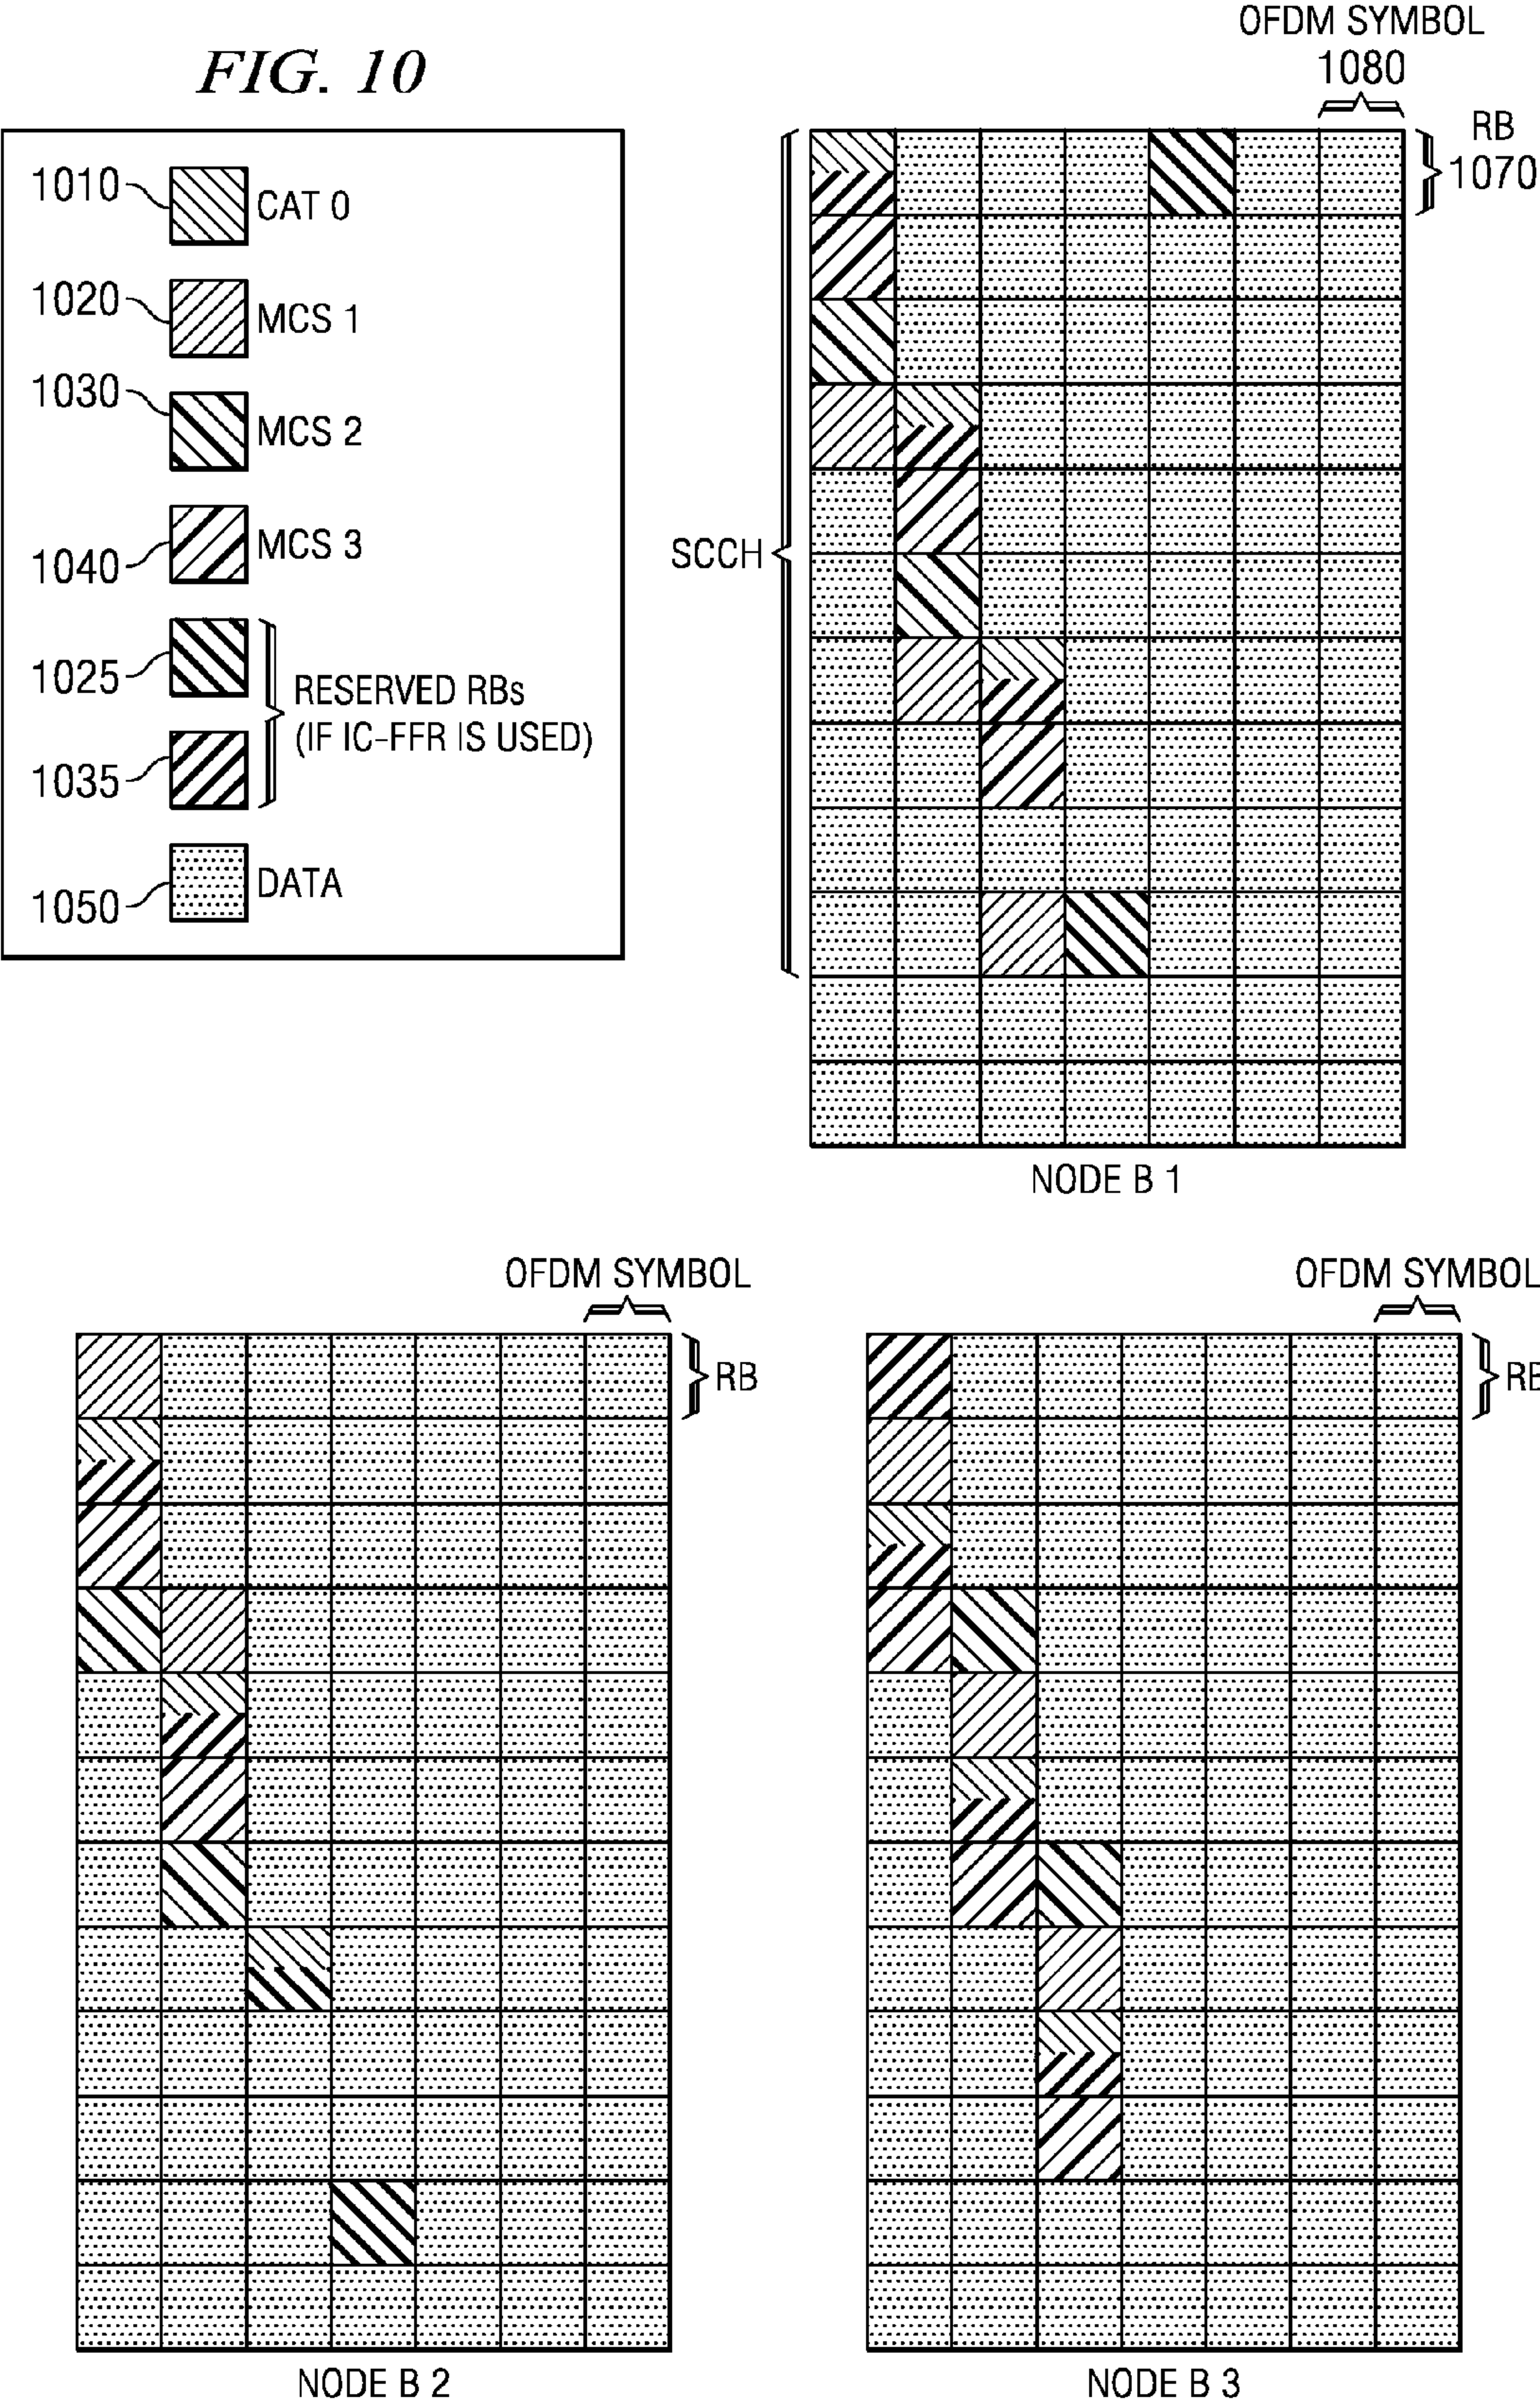 FIG. 10
1010
CAT 0
1020
MCS 1
1030
MCS 2
1040
MCS 3
1025
RESERVED RBs
(IF IC-FFR IS USED)
1035
1050
DATA
OFDM SYMBOL
1080
RB
1070
SCCH
NODE B 1
OFDM SYMBOL
RB
NODE B 2
OFDM SYMBOL
RB
NODE B 3